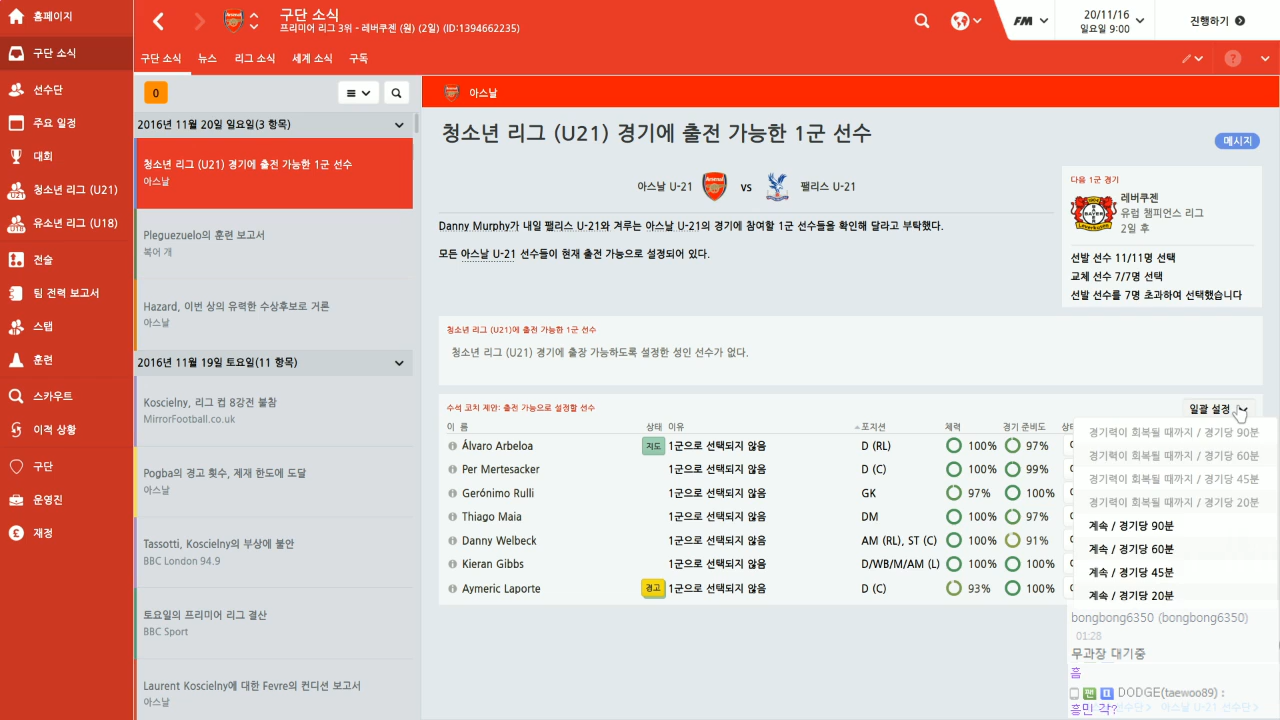 홈페이지
구단 소식
선수단
주요 일정
대회
청소년 리그 (U21)
유소년 리그 (U18)
전술
팀 전력 보고서
스탭
훈련
스카우트
이적 상황
구단
운영진
재정
구단 소식
프리미어 리그 3위 - 레버쿠젠 (원) (2일) (ID:1394662235)
FM
20/11/16
일요일 9:00
진행하기
구단 소식 뉴스 리그 소식 세계 소식 구독
0
2016년 11월 20일 일요일(3 항목)
청소년 리그 (U21) 경기에 출전 가능한 1군 선수
아스날
Pleguezuelo의 훈련 보고서
복어 개
Hazard, 이번 상의 유력한 수상후보로 거론
아스날
2016년 11월 19일 토요일(11 항목)
Koscielny, 리그 컵 8강전 불참
MirrorFootball.co.uk
Pogba의 경고 횟수, 제재 한도에 도달
아스날
Tassotti, Koscielny의 부상에 불안
BBC London 94.9
토요일의 프리미어 리그 결산
BBC Sport
Laurent Koscielny에 대한 Fevre의 컨디션 보고서
아스날
아스날
청소년 리그 (U21) 경기에 출전 가능한 1군 선수
메시지
아스날 U-21 vs 팰리스 U-21
Danny Murphy가 내일 팰리스 U-21와 겨루는 아스날 U-21의 경기에 참여할 1군 선수들을 확인해 달라고 부탁했다.
모든 아스날 U-21 선수들이 현재 출전 가능으로 설정되어 있다.
다음 1군 경기
레버쿠젠
유럽 챔피언스 리그
2일 후
선발 선수 11/11명 선택
교체 선수 7/7명 선택
선발 선수를 7명 초과하여 선택했습니다
청소년 리그 (U21)에 출전 가능한 1군 선수
청소년 리그 (U21) 경기에 출장 가능하도록 설정한 성인 선수가 없다.
수석 코치 제안: 출전 가능으로 설정할 선수
일괄 설정
이 름 상태 이유 포지션 체력 경기 준비도 상태
Álvaro Arbeloa 지도 1군으로 선택되지 않음 D (RL) 100% 97%
Per Mertesacker 1군으로 선택되지 않음 D (C) 100% 99%
Gerónimo Rulli 1군으로 선택되지 않음 GK 97% 100%
Thiago Maia 1군으로 선택되지 않음 DM 100% 97%
Danny Welbeck 1군으로 선택되지 않음 AM (RL), ST (C) 100% 91%
Kieran Gibbs 1군으로 선택되지 않음 D/WB/M/AM (L) 100% 100%
Aymeric Laporte 경고 1군으로 선택되지 않음 D (C) 93% 100%
경기력이 회복될 때까지 / 경기당 90분
경기력이 회복될 때까지 / 경기당 60분
경기력이 회복될 때까지 / 경기당 45분
경기력이 회복될 때까지 / 경기당 20분
계속 / 경기당 90분
계속 / 경기당 60분
계속 / 경기당 45분
계속 / 경기당 20분
bongbong6350 (bongbong6350)
01:28
무과장 대기중
흠
팬 DODGE(taewoo89) :
흥민 각?
선수단> 아스날 U-21 선수단>